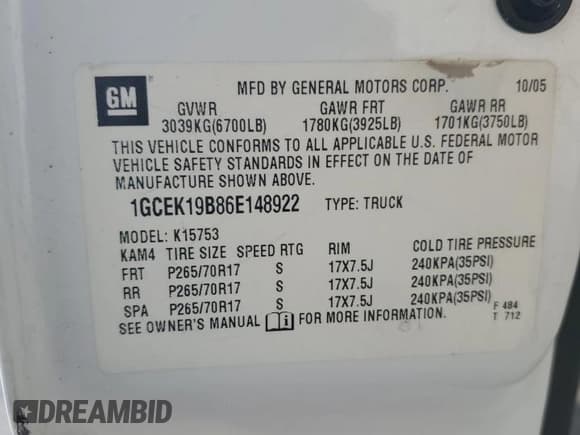 GM
MFD BY GENERAL MOTORS CORP. 10/05
GVWR GAWR FRT GAWR RR
3039KG(6700LB) 1780KG(3925LB) 1701KG(3750LB)
THIS VEHICLE CONFORMS TO ALL APPLICABLE U.S. FEDERAL MOTOR
VEHICLE SAFETY STANDARDS IN EFFECT ON THE DATE OF
MANUFACTURE SHOWN ABOVE.
1GCEK19B86E148922 TYPE: TRUCK
MODEL: K15753
KAM4 TIRE SIZE SPEED RTG RIM COLD TIRE PRESSURE
FRT P265/70R17 S 17X7.5J 240KPA(35PSI)
RR P265/70R17 S 17X7.5J 240KPA(35PSI)
SPA P265/70R17 S 17X7.5J 240KPA(35PSI)
F 484
SEE OWNER'S MANUAL i FOR MORE INFORMATION. T 712
DREAMBID